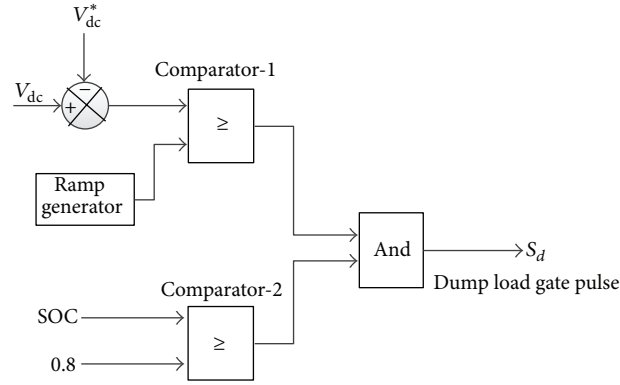 V*dc
−
Vdc
+
Comparator-1
≥
Ramp
generator
And
Sd
Dump load gate pulse
Comparator-2
SOC
≥
0.8